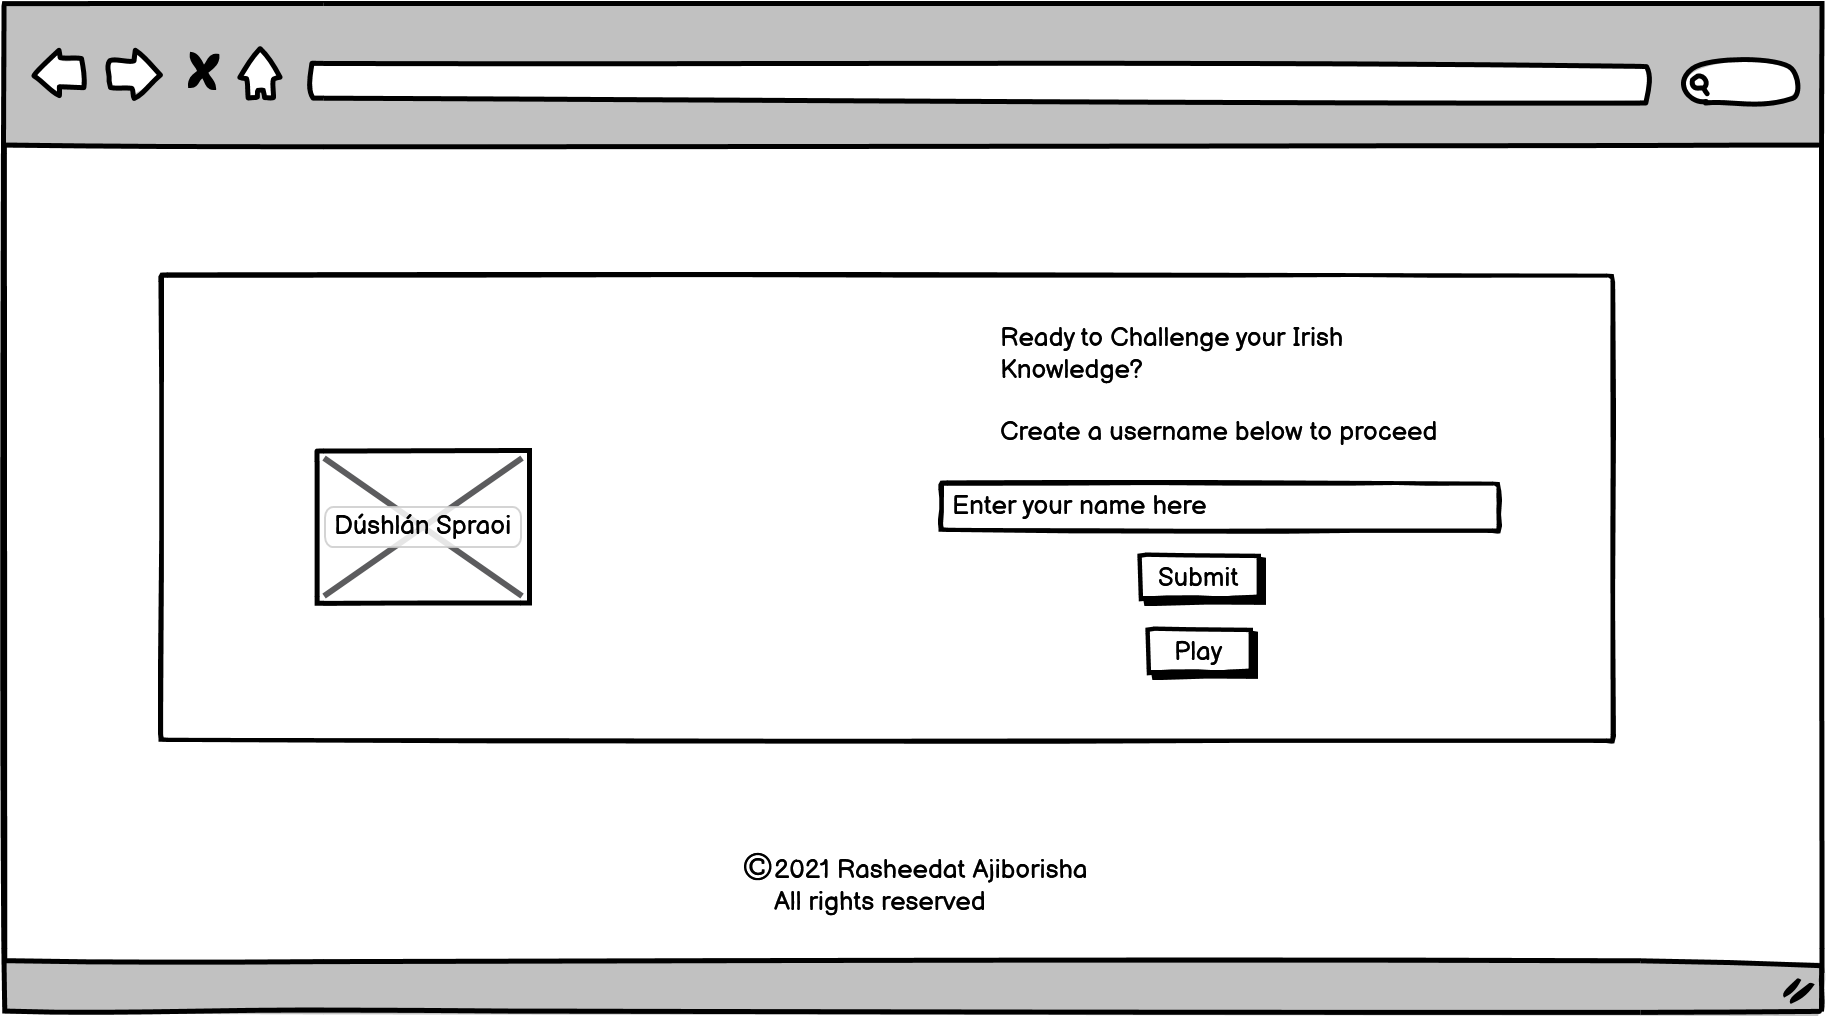 Ready to Challenge your Irish
Knowledge?
Create a username below to proceed
Dúshlán Spraoi
Enter your name here
Submit
Play
©2021 Rasheedat Ajiborisha
All rights reserved